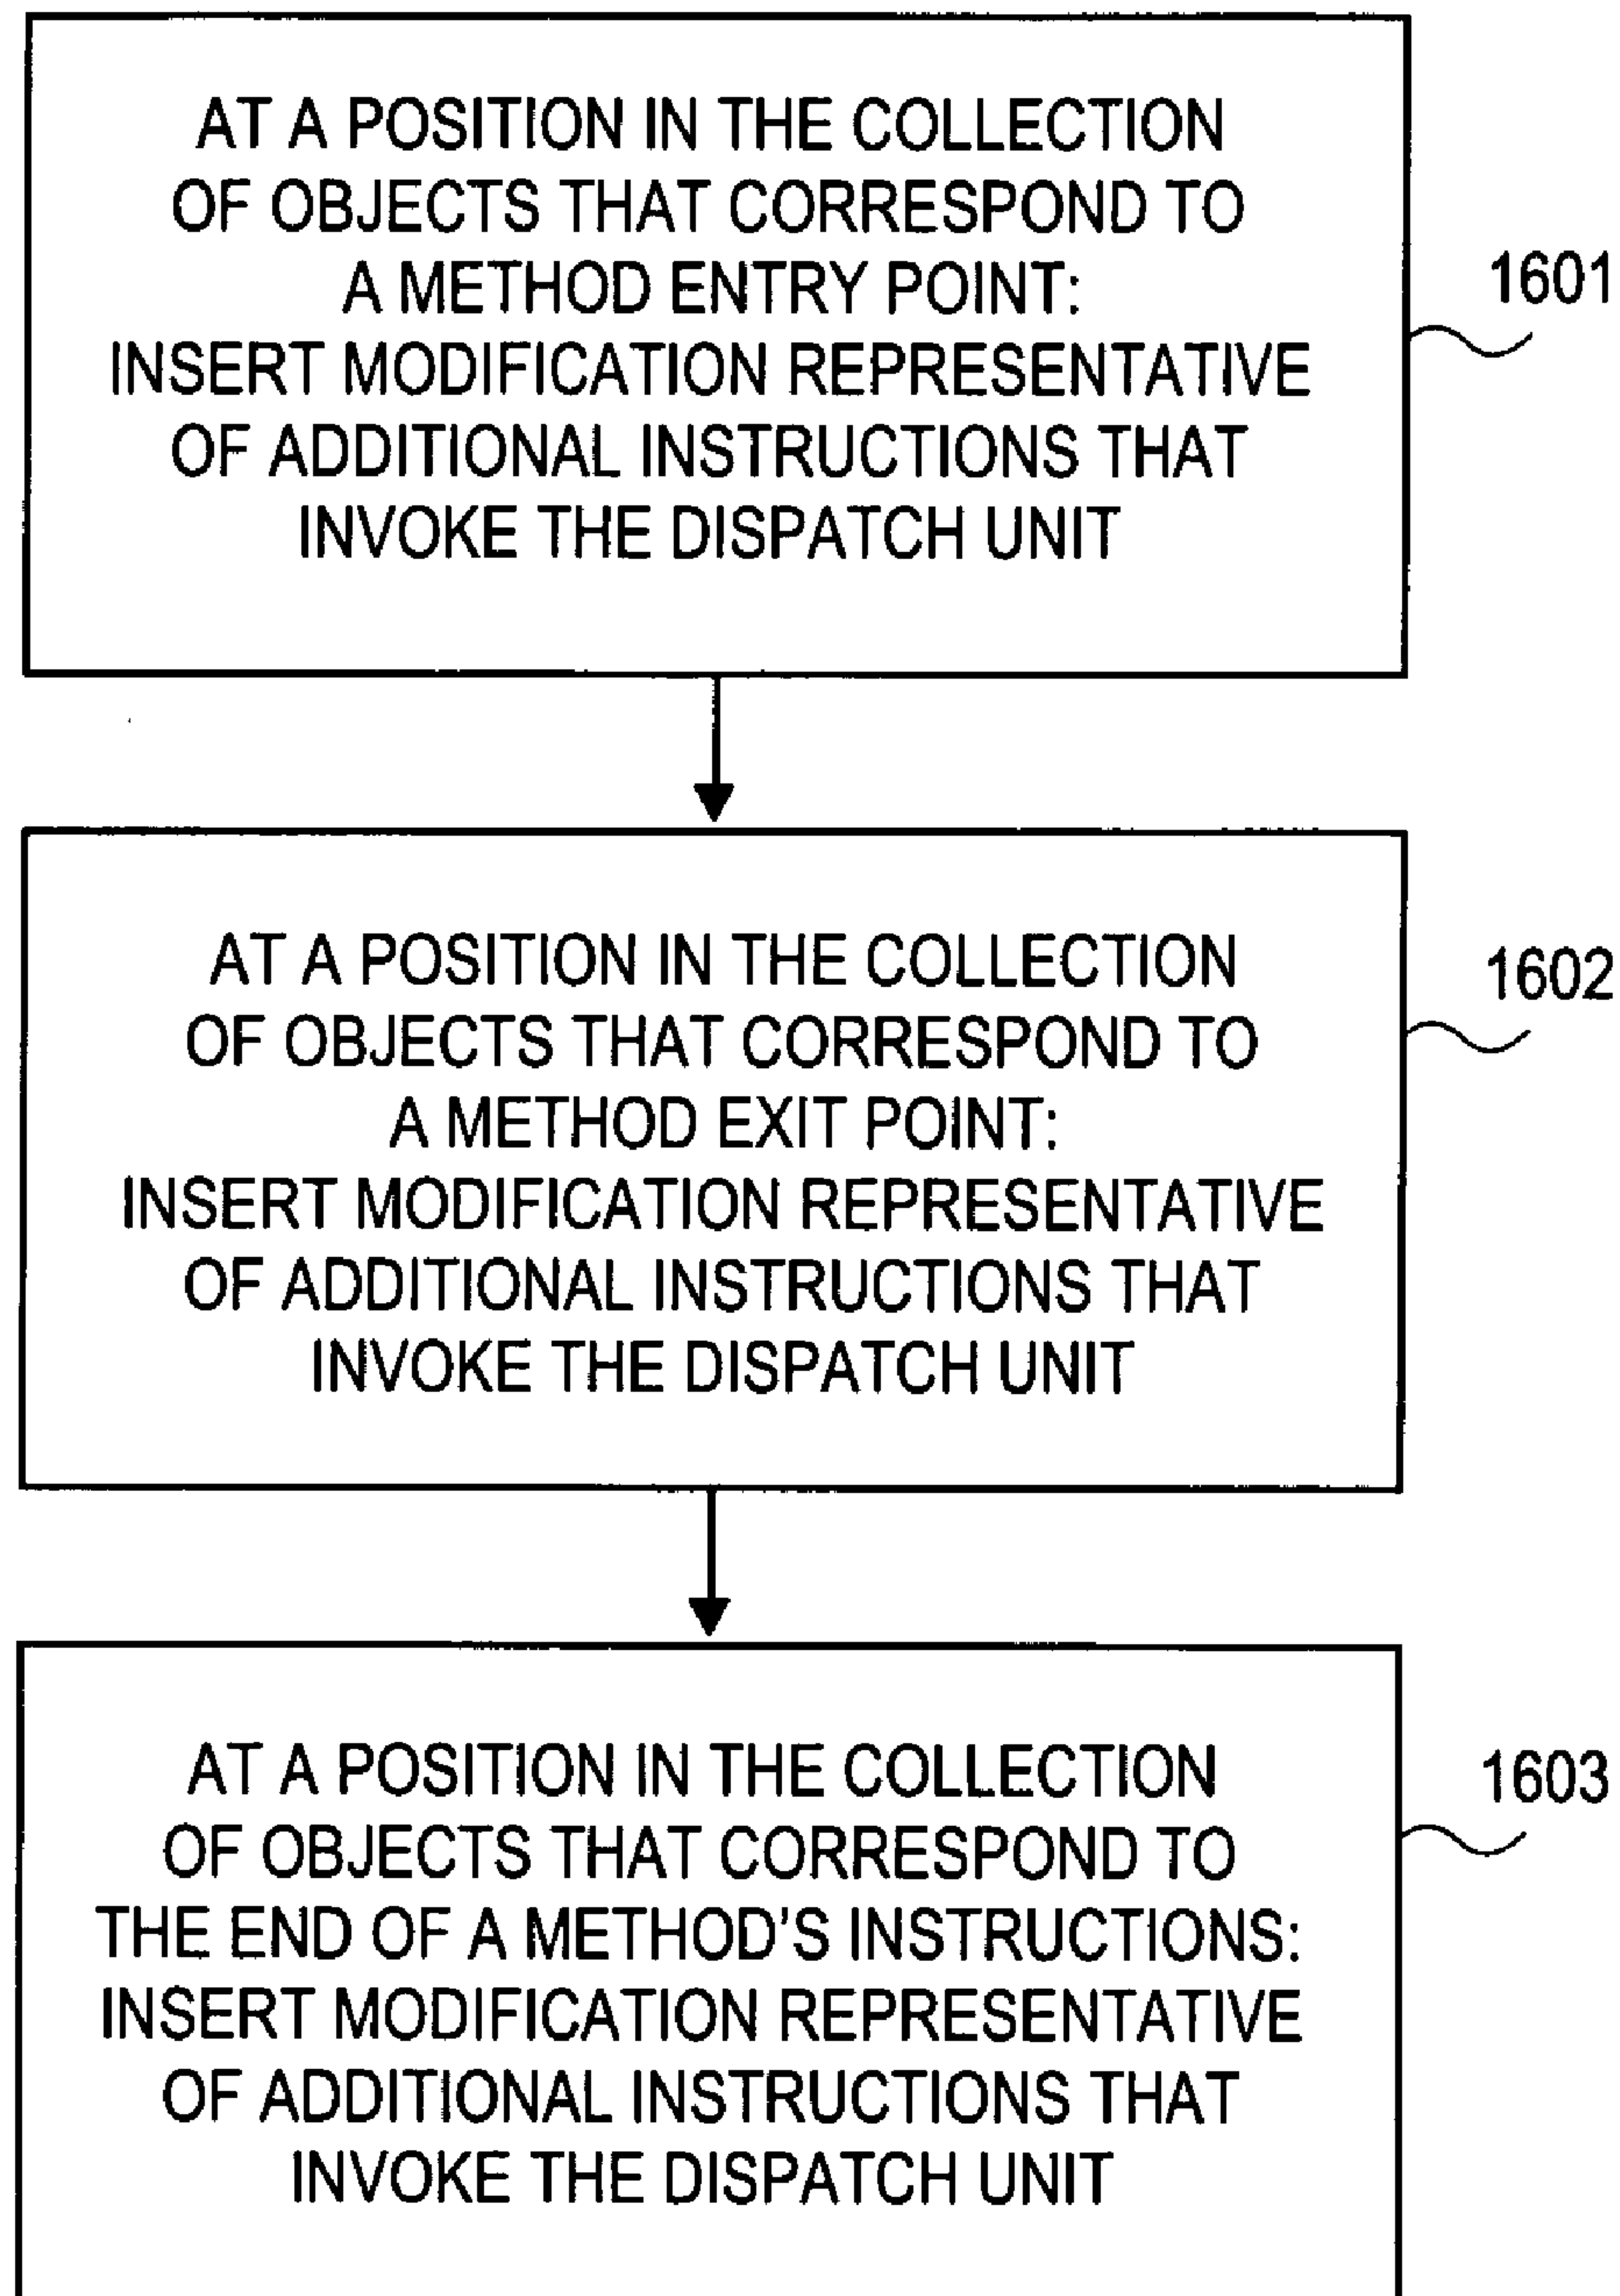 AT A POSITION IN THE COLLECTION
OF OBJECTS THAT CORRESPOND TO
A METHOD ENTRY POINT:
INSERT MODIFICATION REPRESENTATIVE
OF ADDITIONAL INSTRUCTIONS THAT
INVOKE THE DISPATCH UNIT
1601
AT A POSITION IN THE COLLECTION
OF OBJECTS THAT CORRESPOND TO
A METHOD EXIT POINT:
INSERT MODIFICATION REPRESENTATIVE
OF ADDITIONAL INSTRUCTIONS THAT
INVOKE THE DISPATCH UNIT
1602
AT A POSITION IN THE COLLECTION
OF OBJECTS THAT CORRESPOND TO
THE END OF A METHOD'S INSTRUCTIONS:
INSERT MODIFICATION REPRESENTATIVE
OF ADDITIONAL INSTRUCTIONS THAT
INVOKE THE DISPATCH UNIT
1603